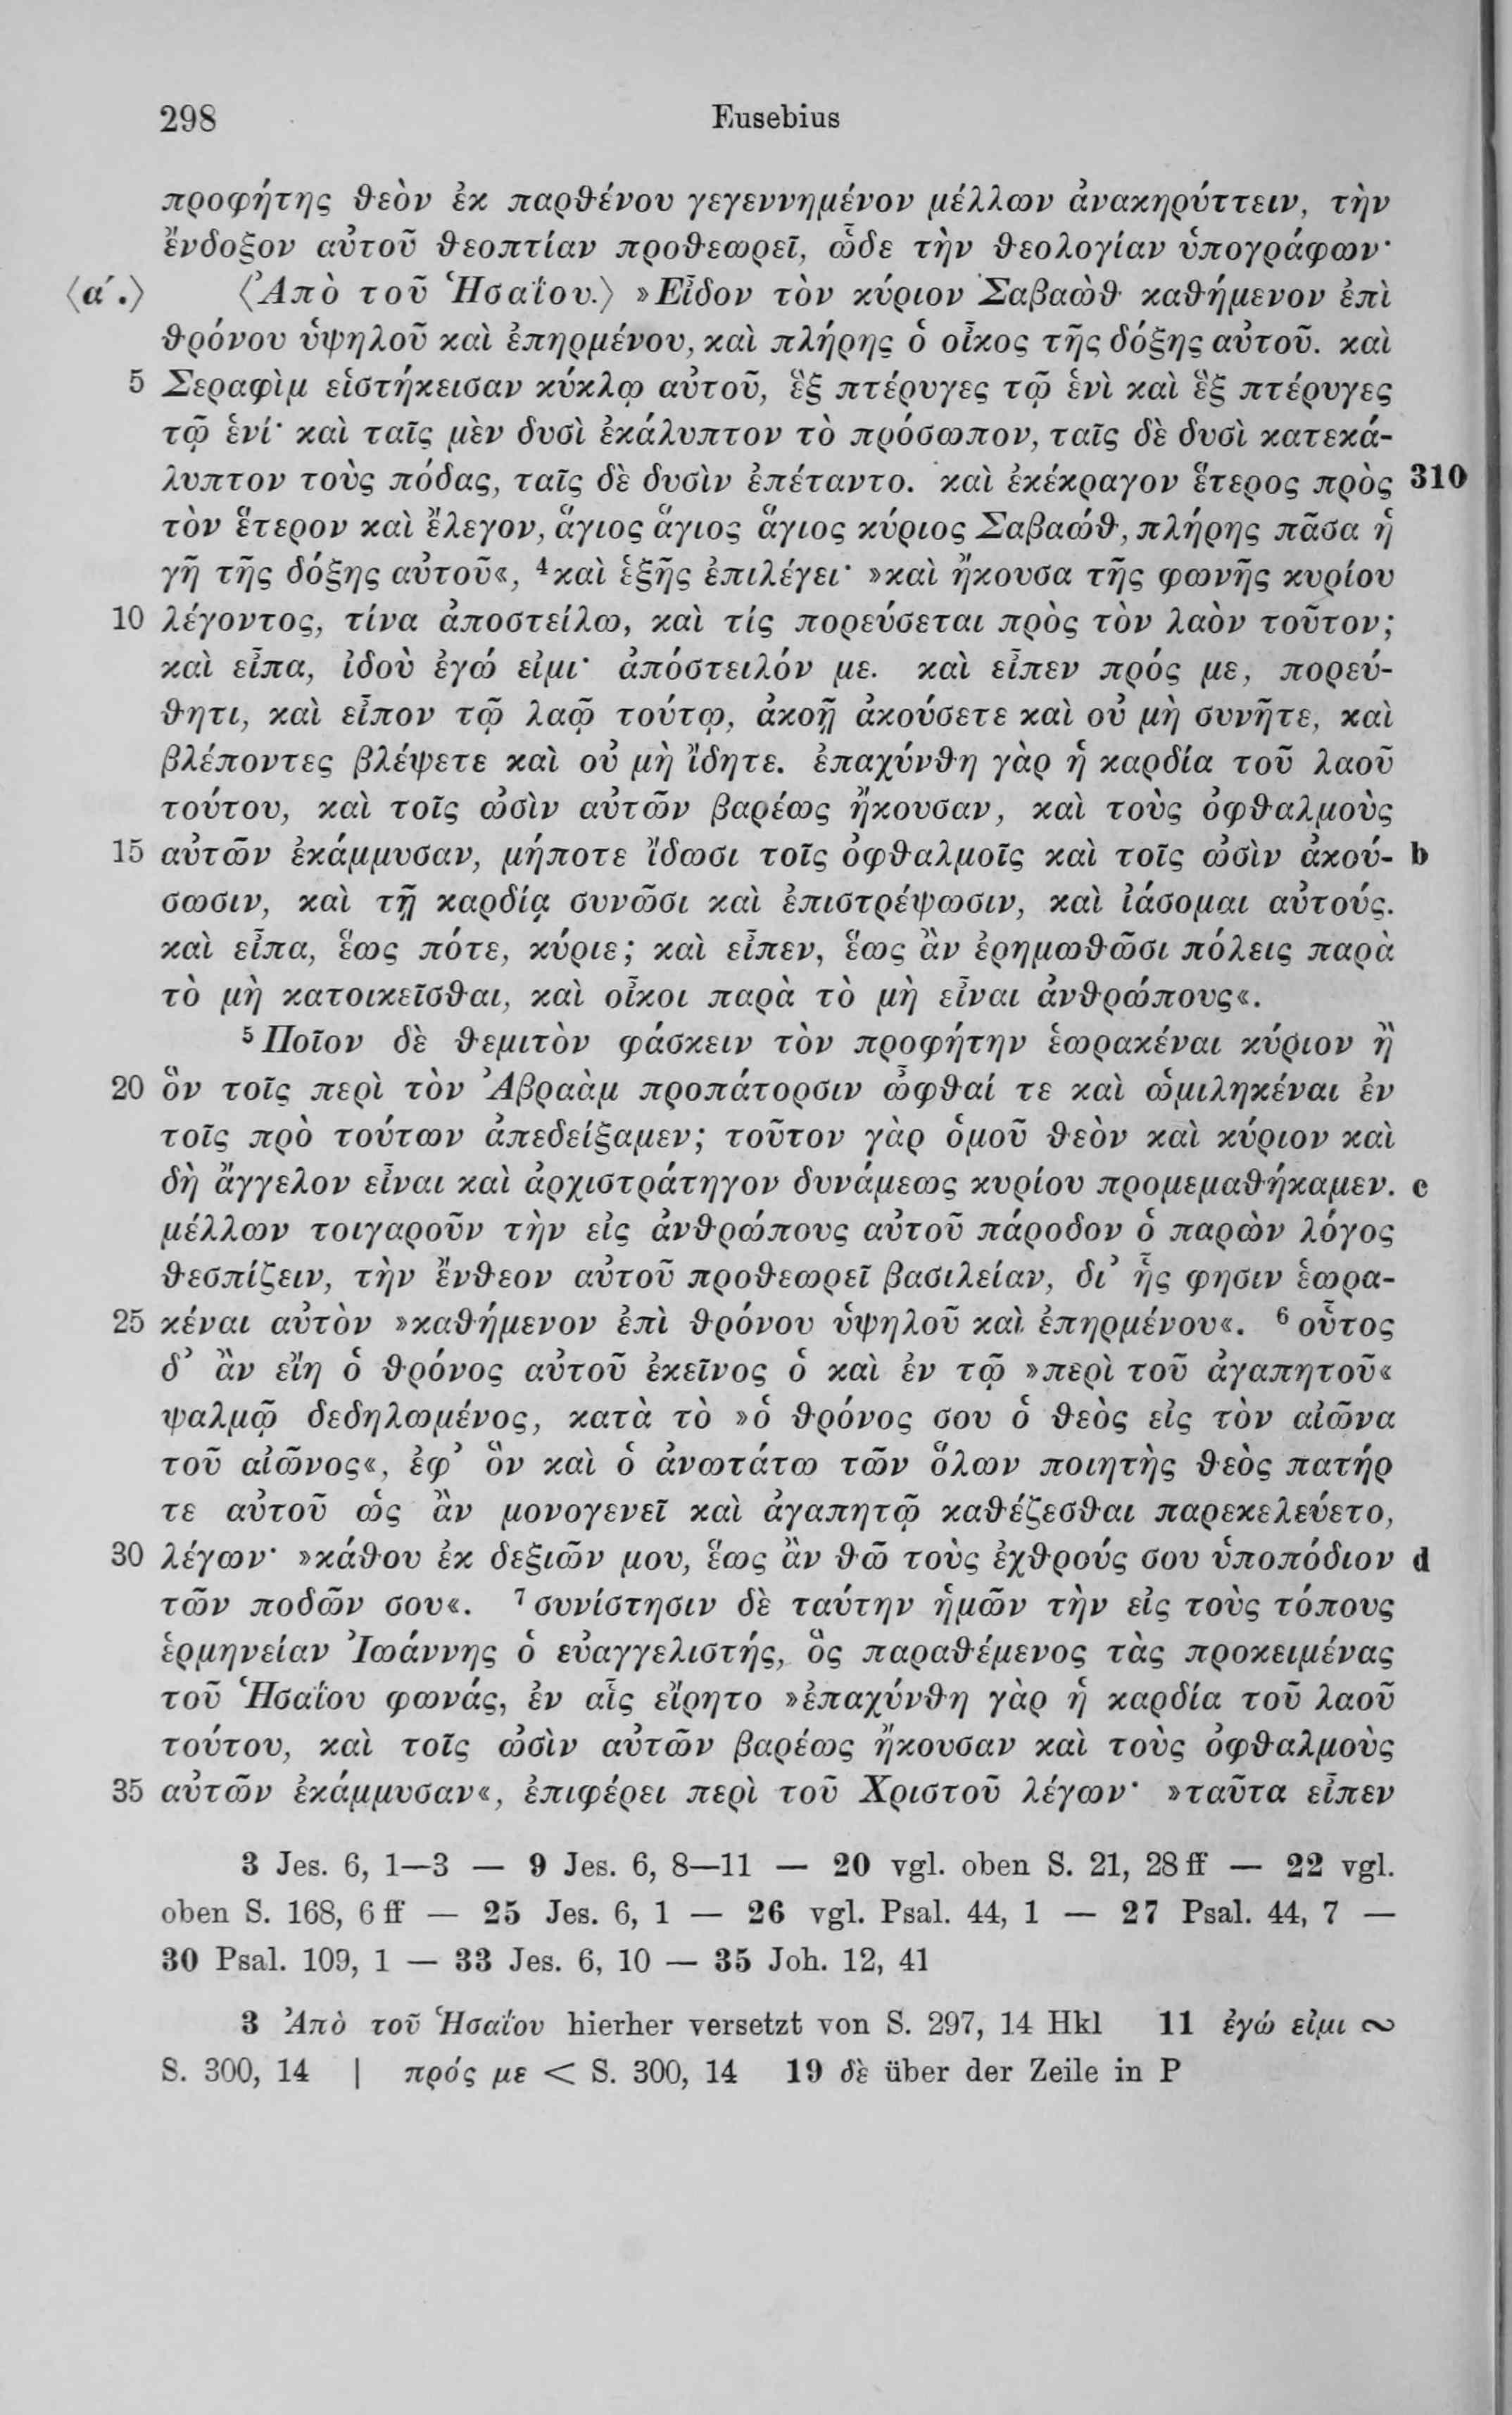 298 Eusebius
προφήτης θεὸν ἐκ παρθένου γεγεννημένον μέλλων ἀνακηρύττειν, τὴν
ἔνδοξον αὐτοῦ θεοπτίαν προθεωρεῖ, ὧδε τὴν θεολογίαν ὑπογράφων·
⟨α΄.⟩ ⟨Ἀπὸ τοῦ Ἡσαΐου.⟩ »Εἶδον τὸν κύριον Σαβαὼθ καθήμενον ἐπὶ
θρόνου ὑψηλοῦ καὶ ἐπηρμένου, καὶ πλήρης ὁ οἶκος τῆς δόξης αὐτοῦ. καὶ
5 Σεραφὶμ εἱστήκεισαν κύκλῳ αὐτοῦ, ἓξ πτέρυγες τῷ ἑνὶ καὶ ἓξ πτέρυγες
τῷ ἑνί· καὶ ταῖς μὲν δυσὶ ἐκάλυπτον τὸ πρόσωπον, ταῖς δὲ δυσὶ κατεκά-
λυπτον τοὺς πόδας, ταῖς δὲ δυσὶν ἐπέταντο. καὶ ἐκέκραγον ἕτερος πρὸς 310
τὸν ἕτερον καὶ ἔλεγον, ἅγιος ἅγιος ἅγιος κύριος Σαβαώθ, πλήρης πᾶσα ἡ
γῆ τῆς δόξης αὐτοῦ«, ⁴καὶ ἑξῆς ἐπιλέγει· »καὶ ἤκουσα τῆς φωνῆς κυρίου
10 λέγοντος, τίνα ἀποστείλω, καὶ τίς πορεύσεται πρὸς τὸν λαὸν τοῦτον;
καὶ εἶπα, ἰδοὺ ἐγώ εἰμι· ἀπόστειλόν με. καὶ εἶπεν πρός με, πορεύ-
θητι, καὶ εἶπον τῷ λαῷ τούτῳ, ἀκοῇ ἀκούσετε καὶ οὐ μὴ συνῆτε, καὶ
βλέποντες βλέψετε καὶ οὐ μὴ ἴδητε. ἐπαχύνθη γὰρ ἡ καρδία τοῦ λαοῦ
τούτου, καὶ τοῖς ὠσὶν αὐτῶν βαρέως ἤκουσαν, καὶ τοὺς ὀφθαλμοὺς
15 αὐτῶν ἐκάμμυσαν, μήποτε ἴδωσι τοῖς ὀφθαλμοῖς καὶ τοῖς ὠσὶν ἀκού- b
σωσιν, καὶ τῇ καρδίᾳ συνῶσι καὶ ἐπιστρέψωσιν, καὶ ἰάσομαι αὐτούς.
καὶ εἶπα, ἕως πότε, κύριε; καὶ εἶπεν, ἕως ἂν ἐρημωθῶσι πόλεις παρὰ
τὸ μὴ κατοικεῖσθαι, καὶ οἶκοι παρὰ τὸ μὴ εἶναι ἀνθρώπους«.
⁵Ποῖον δὲ θεμιτὸν φάσκειν τὸν προφήτην ἑωρακέναι κύριον ἢ
20 ὃν τοῖς περὶ τὸν Ἀβραὰμ προπάτορσιν ὦφθαί τε καὶ ὡμιληκέναι ἐν
τοῖς πρὸ τούτων ἀπεδείξαμεν; τοῦτον γὰρ ὁμοῦ θεὸν καὶ κύριον καὶ
δὴ ἄγγελον εἶναι καὶ ἀρχιστράτηγον δυνάμεως κυρίου προμεμαθήκαμεν. c
μέλλων τοιγαροῦν τὴν εἰς ἀνθρώπους αὐτοῦ πάροδον ὁ παρὼν λόγος
θεσπίζειν, τὴν ἔνθεον αὐτοῦ προθεωρεῖ βασιλείαν, δι᾽ ἧς φησιν ἑωρα-
25 κέναι αὐτὸν »καθήμενον ἐπὶ θρόνου ὑψηλοῦ καὶ ἐπηρμένου«. ⁶οὗτος
δ᾽ ἂν εἴη ὁ θρόνος αὐτοῦ ἐκεῖνος ὁ καὶ ἐν τῷ »περὶ τοῦ ἀγαπητοῦ«
ψαλμῷ δεδηλωμένος, κατὰ τὸ »ὁ θρόνος σου ὁ θεὸς εἰς τὸν αἰῶνα
τοῦ αἰῶνος«, ἐφ᾽ ὃν καὶ ὁ ἀνωτάτω τῶν ὅλων ποιητὴς θεὸς πατήρ
τε αὐτοῦ ὡς ἂν μονογενεῖ καὶ ἀγαπητῷ καθέζεσθαι παρεκελεύετο,
30 λέγων· »κάθου ἐκ δεξιῶν μου, ἕως ἂν θῶ τοὺς ἐχθρούς σου ὑποπόδιον d
τῶν ποδῶν σου«. ⁷συνίστησιν δὲ ταύτην ἡμῶν τὴν εἰς τοὺς τόπους
ἑρμηνείαν Ἰωάννης ὁ εὐαγγελιστής, ὃς παραθέμενος τὰς προκειμένας
τοῦ Ἡσαΐου φωνάς, ἐν αἷς εἴρητο »ἐπαχύνθη γὰρ ἡ καρδία τοῦ λαοῦ
τούτου, καὶ τοῖς ὠσὶν αὐτῶν βαρέως ἤκουσαν καὶ τοὺς ὀφθαλμοὺς
35 αὐτῶν ἐκάμμυσαν«, ἐπιφέρει περὶ τοῦ Χριστοῦ λέγων· »ταῦτα εἶπεν
3 Jes. 6, 1—3 — 9 Jes. 6, 8—11 — 20 vgl. oben S. 21, 28 ff — 22 vgl.
oben S. 168, 6 ff — 25 Jes. 6, 1 — 26 vgl. Psal. 44, 1 — 27 Psal. 44, 7 —
30 Psal. 109, 1 — 33 Jes. 6, 10 — 35 Joh. 12, 41
3 Ἀπὸ τοῦ Ἡσαΐου hierher versetzt von S. 297, 14 Hkl 11 ἐγώ εἰμι ∾
S. 300, 14 | πρός με < S. 300, 14 19 δὲ über der Zeile in P